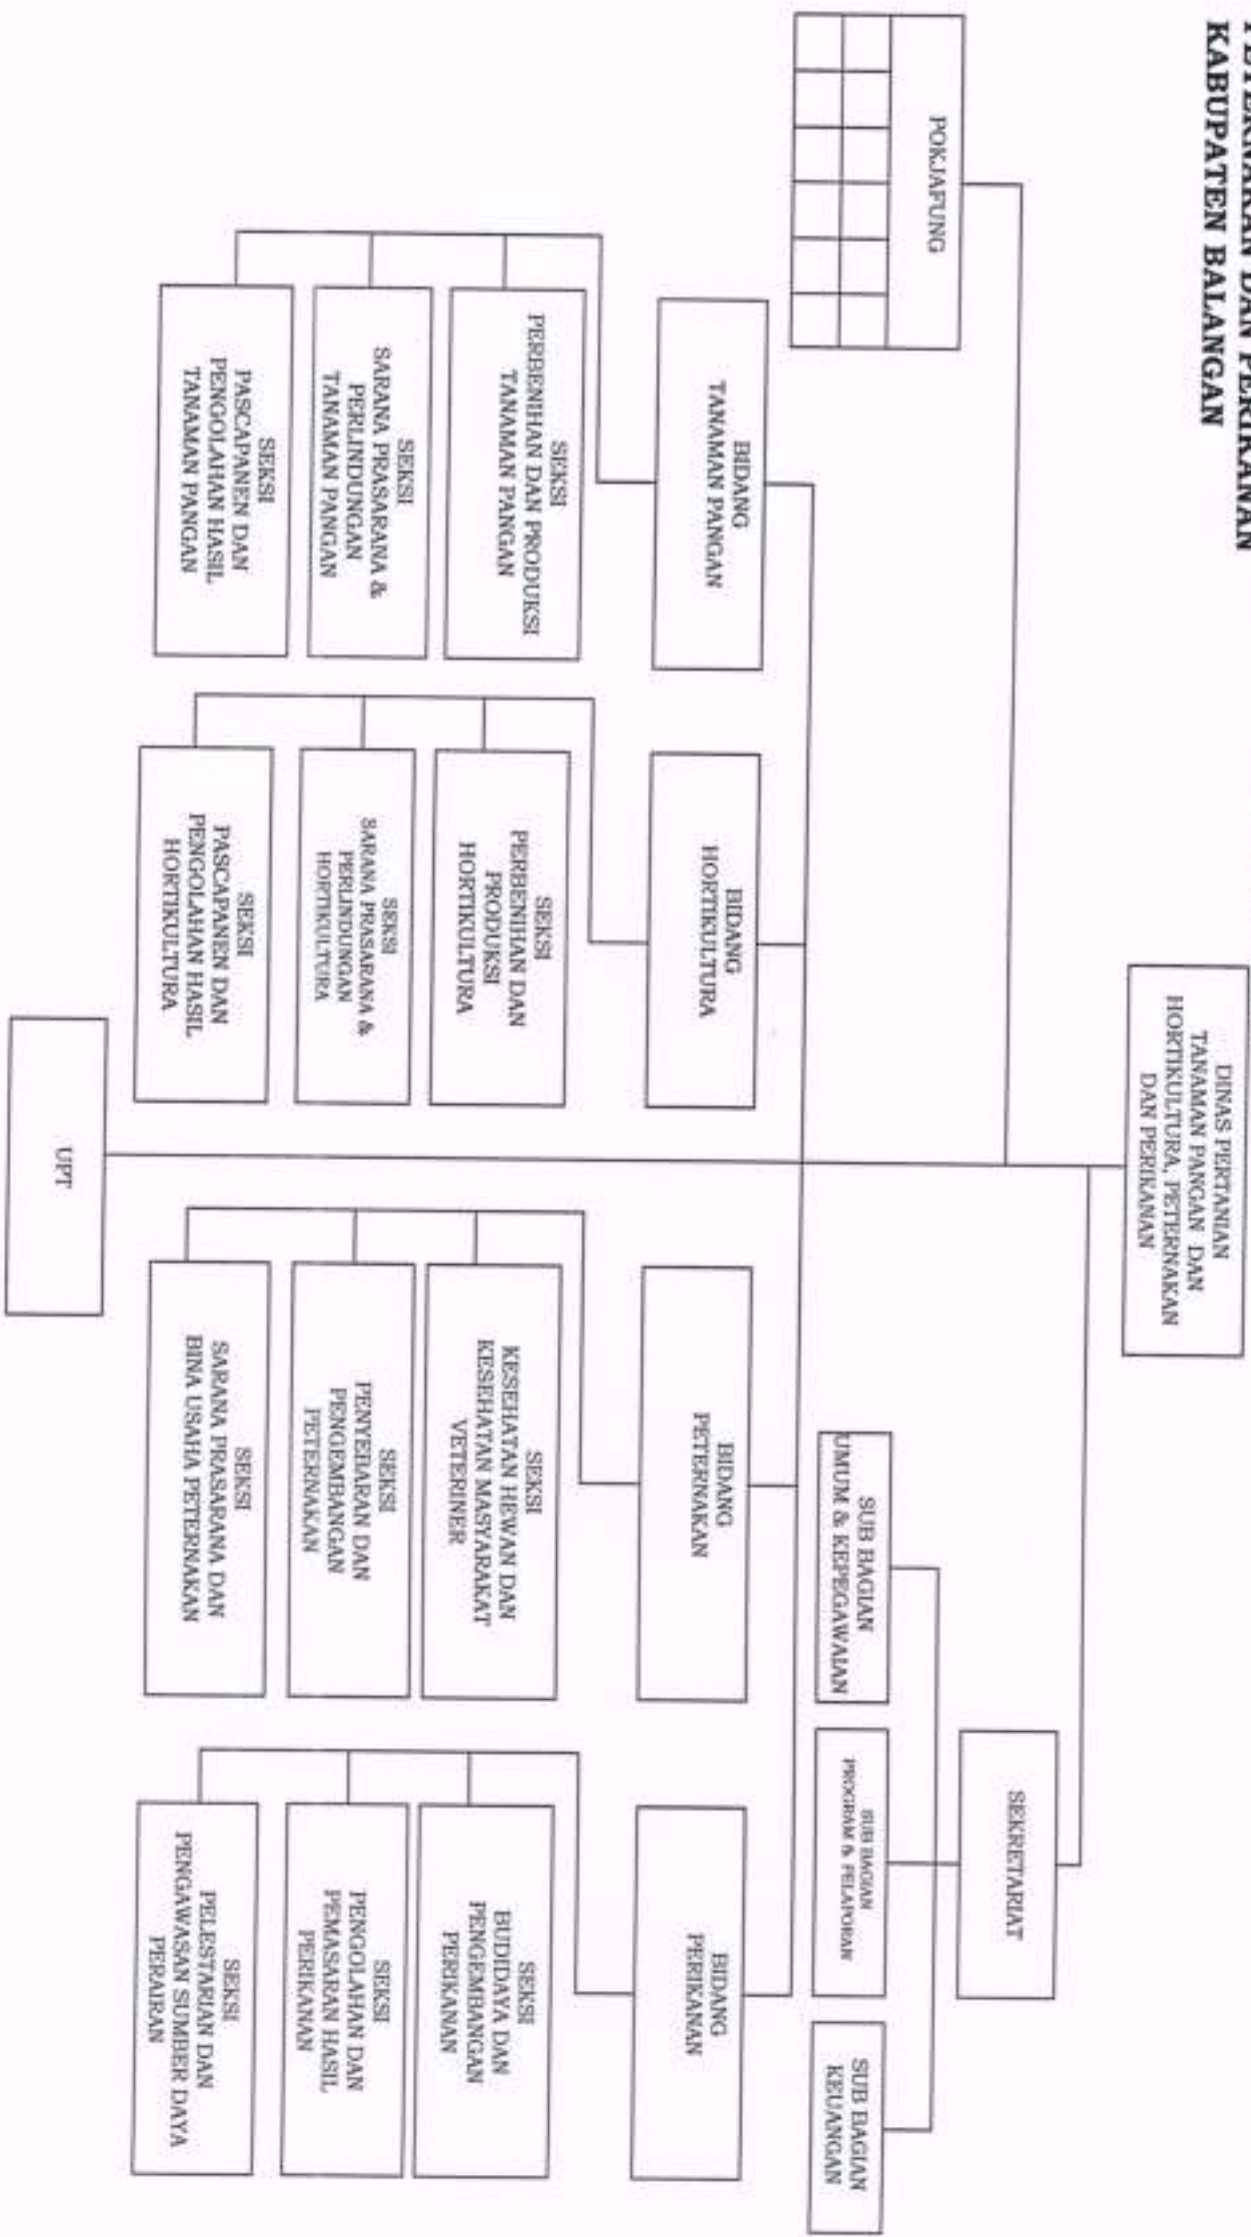 PETERNAKAN DAN PERIKANAN
KABUPATEN BALANGAN
DINAS PERTANIAN
TANAMAN PANGAN DAN
HORTIKULTURA, PETERNAKAN
DAN PERIKANAN
POKJAFUNG
SEKRETARIAT
SUB BAGIAN
UMUM & KEPEGAWAIAN
SUB BAGIAN
PROGRAM & PELAPORAN
SUB BAGIAN
KEUANGAN
BIDANG
TANAMAN PANGAN
BIDANG
HORTIKULTURA
BIDANG
PETERNAKAN
BIDANG
PERIKANAN
SEKSI
PERBENIHAN DAN PRODUKSI
TANAMAN PANGAN
SEKSI
SARANA PRASARANA &
PERLINDUNGAN
TANAMAN PANGAN
SEKSI
PASCAPANEN DAN
PENGOLAHAN HASIL
TANAMAN PANGAN
SEKSI
PERBENIHAN DAN
PRODUKSI
HORTIKULTURA
SEKSI
SARANA PRASARANA &
PERLINDUNGAN
HORTIKULTURA
SEKSI
PASCAPANEN DAN
PENGOLAHAN HASIL
HORTIKULTURA
SEKSI
KESEHATAN HEWAN DAN
KESEHATAN MASYARAKAT
VETERINER
SEKSI
PENYEBARAN DAN
PENGEMBANGAN
PETERNAKAN
SEKSI
SARANA PRASARANA DAN
BINA USAHA PETERNAKAN
SEKSI
BUDIDAYA DAN
PENGEMBANGAN
PERIKANAN
SEKSI
PENGOLAHAN DAN
PEMASARAN HASIL
PERIKANAN
SEKSI
PELESTARIAN DAN
PENGAWASAN SUMBER DAYA
PERAIRAN
UPT